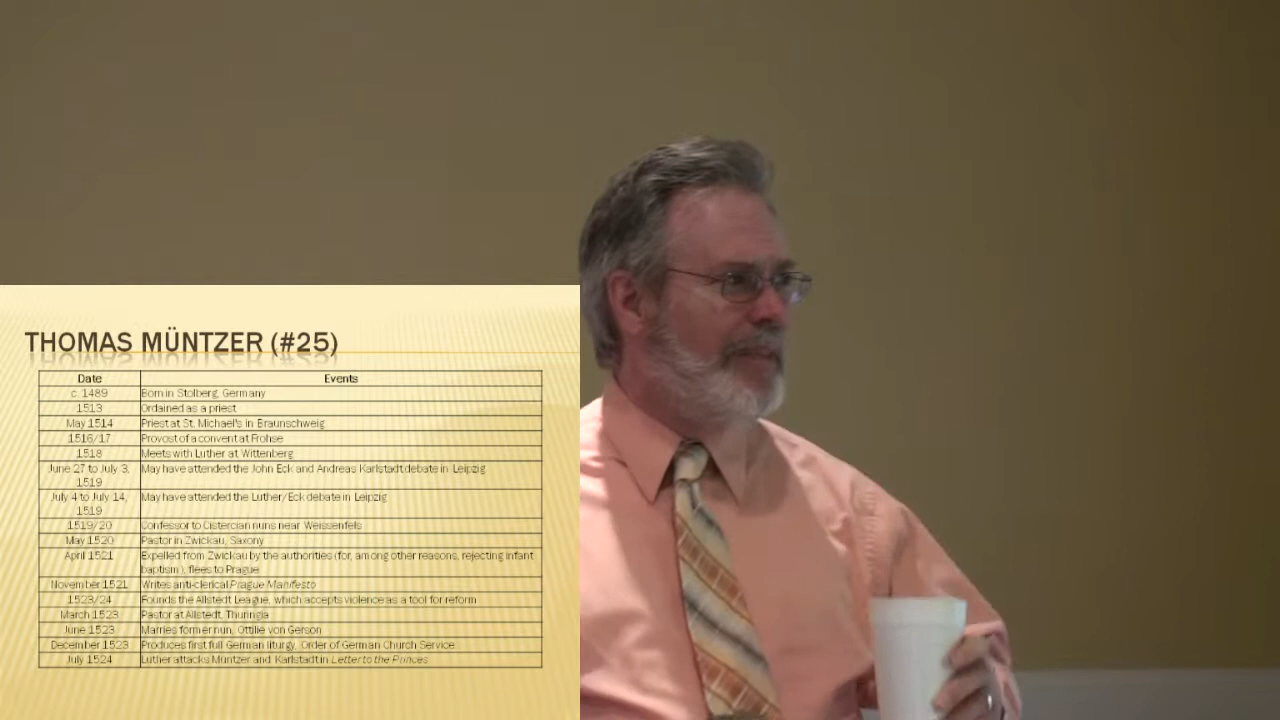 THOMAS MÜNTZER (#25)
Date Events
c. 1489 Born in Stolberg, Germany
1513 Ordained as a priest
May 1514 Priest at St. Michael's in Braunschweig
1516/17 Provost of a convent at Frohse
1518 Meets with Luther at Wittenberg
June 27 to July 3, May have attended the John Eck and Andreas Karlstadt debate in Leipzig
1519
July 4 to July 14, May have attended the Luther/Eck debate in Leipzig
1519
1519/20 Confessor to Cistercian nuns near Weissenfels
May 1520 Pastor in Zwickau, Saxony
April 1521 Expelled from Zwickau by the authorities (for, among other reasons, rejecting infant
baptism); flees to Prague
November 1521 Writes anti-clerical Prague Manifesto
1523/24 Founds the Allstedt League, which accepts violence as a tool for reform
March 1523 Pastor at Allstedt, Thuringia
June 1523 Marries former nun, Ottilie von Gerson
December 1523 Produces first full German liturgy, Order of German Church Service
July 1524 Luther attacks Müntzer and Karlstadt in Letter to the Princes